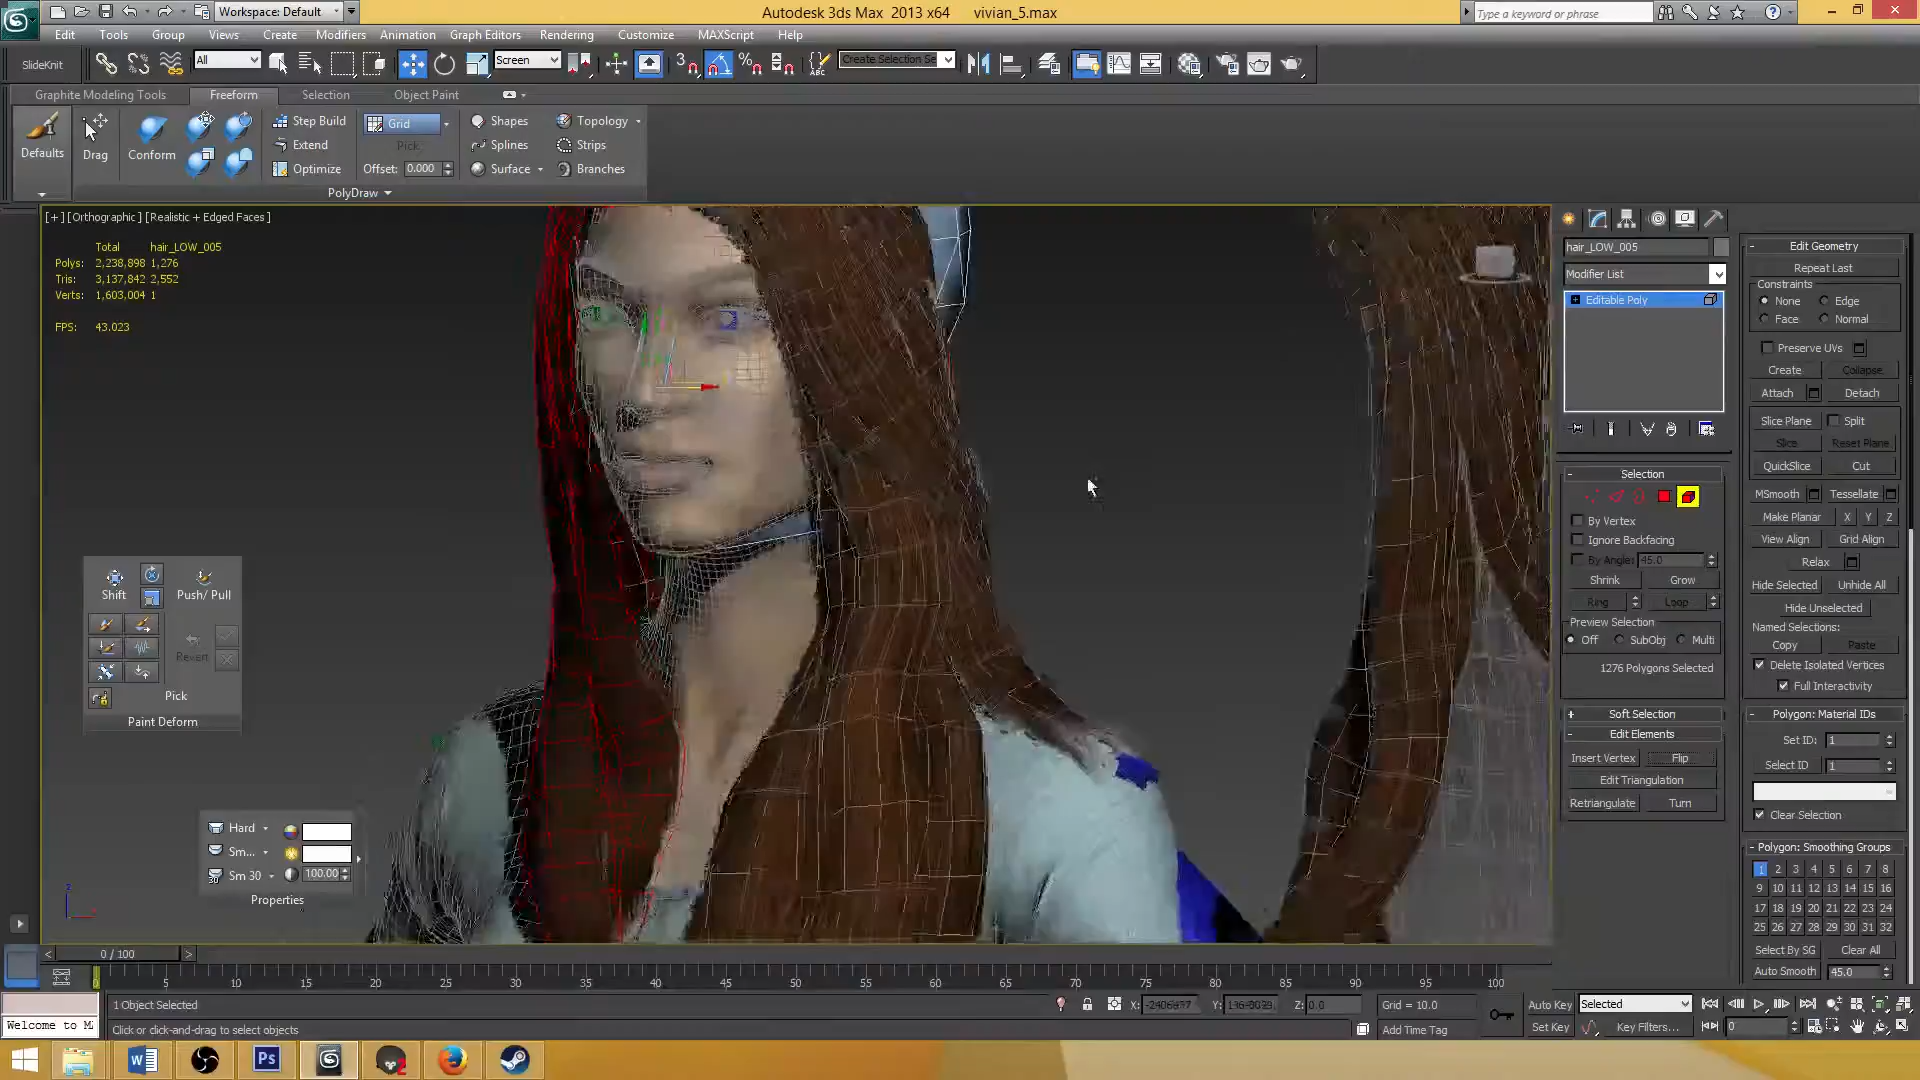 Workspace: Default
Autodesk 3ds Max 2013 x64 vivian_5.max
Type a keyword or phrase
Edit Tools Group Views Create Modifiers Animation Graph Editors Rendering Customize MAXScript Help
SlideKnit
All
Screen
3
%
ABC
Create Selection Se
Graphite Modeling Tools Freeform Selection Object Paint
Defaults
Drag
Conform
Step Build
Extend
Optimize
Grid
Pick
Offset: 0.000
Shapes
Splines
Surface
Topology
Strips
Branches
PolyDraw
[+] [Orthographic] [Realistic + Edged Faces]
Total hair_LOW_005
Polys: 2,238,898 1,276
Tris: 3,137,842 2,552
Verts: 1,603,004 1
FPS: 43.023
Shift
Push/ Pull
Revert
Pick
Paint Deform
Hard
Sm...
Sm 30
100.00
Properties
hair_LOW_005
Modifier List
Editable Poly
Selection
By Vertex
Ignore Backfacing
By Angle: 45.0
Shrink Grow
Ring Loop
Preview Selection
Off SubObj Multi
1276 Polygons Selected
Soft Selection
Edit Elements
Insert Vertex Flip
Edit Triangulation
Retriangulate Turn
Edit Geometry
Repeat Last
Constraints
None Edge
Face Normal
Preserve UVs
Create Collapse
Attach Detach
Slice Plane Split
Slice Reset Plane
QuickSlice Cut
MSmooth Tessellate
Make Planar X Y Z
View Align Grid Align
Relax
Hide Selected Unhide All
Hide Unselected
Named Selections:
Copy Paste
Delete Isolated Vertices
Full Interactivity
Polygon: Material IDs
Set ID: 1
Select ID 1
Clear Selection
Polygon: Smoothing Groups
1 2 3 4 5 6 7 8
9 10 11 12 13 14 15 16
17 18 19 20 21 22 23 24
25 26 27 28 29 30 31 32
Select By SG Clear All
Auto Smooth 45.0
< 0 / 100 >
5 10 15 20 25 30 35 40 45 50 55 60 65 70 75 80 85 90 95 100
1 Object Selected
X: Y: Z: 0.0
Grid = 10.0
Auto Key Selected
Welcome to M
Click or click-and-drag to select objects
Add Time Tag
Set Key Key Filters...
0
W
Ps
2